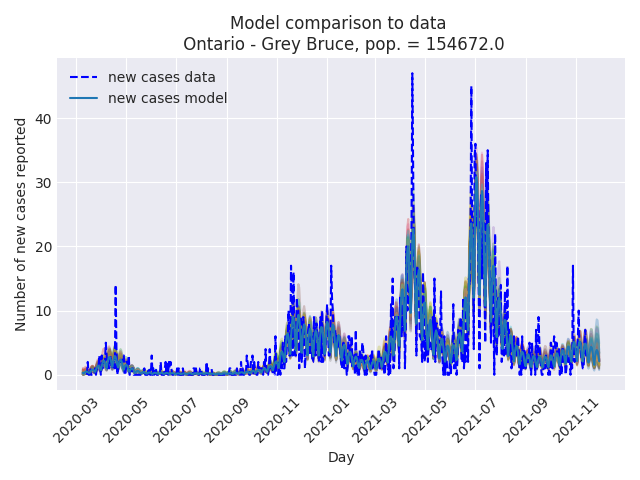 Model comparison to data
Ontario - Grey Bruce, pop. = 154672.0
new cases data
new cases model
Number of new cases reported
40
30
20
10
0
2020-03
2020-05
2020-07
2020-09
2020-11
2021-01
2021-03
2021-05
2021-07
2021-09
2021-11
Day